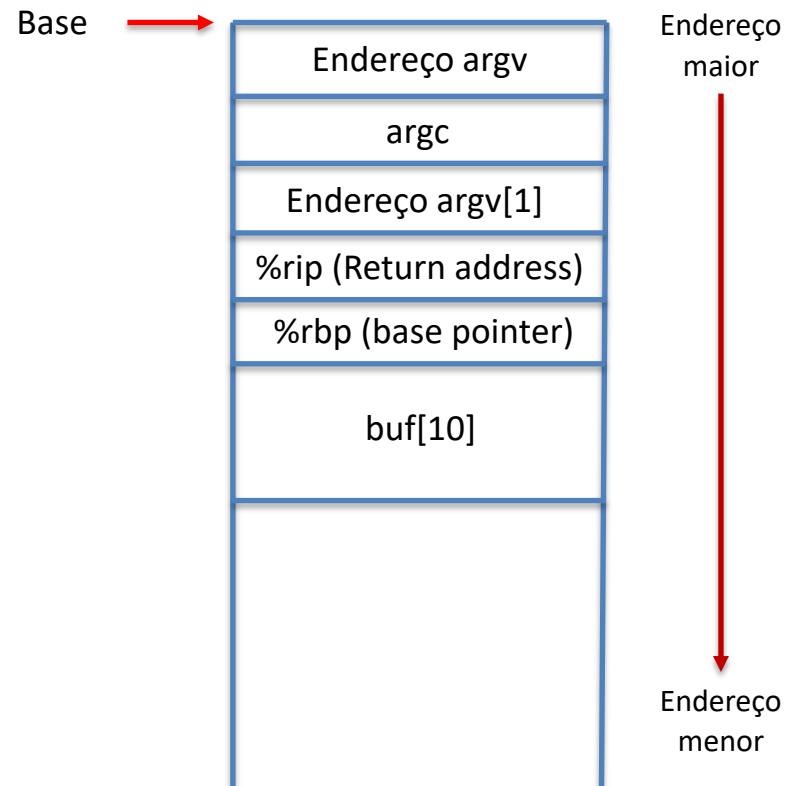 Base
Endereço
maior
Endereço argv
argc
Endereço argv[1]
%rip (Return address)
%rbp (base pointer)
buf[10]
Endereço
menor